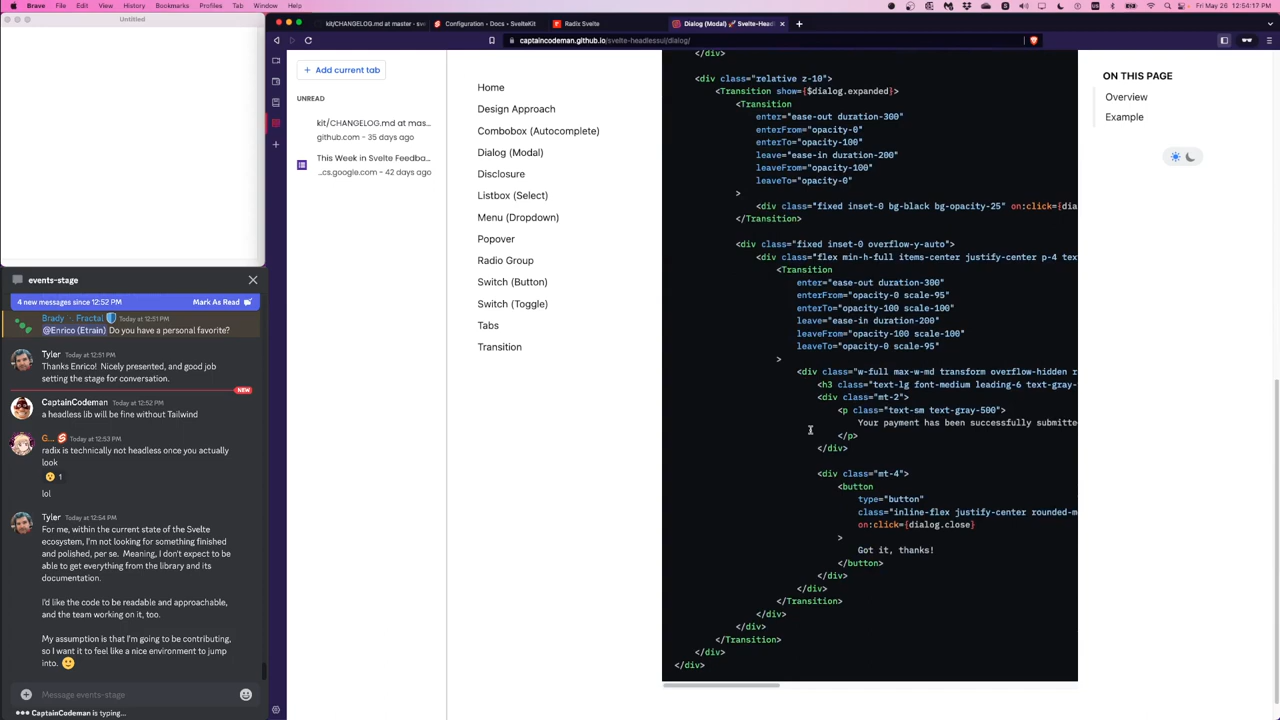 Brave File Edit View History Bookmarks Profiles Tab Window Help
Fri May 26 12:54:17 PM
Untitled
kit/CHANGELOG.md at master · sv
Configuration • Docs • SvelteKit
Radix Svelte
Dialog (Modal) 🚀 Svelte-Headl
captaincodeman.github.io/svelte-headlessui/dialog/
+ Add current tab
UNREAD
kit/CHANGELOG.md at mas...
github.com – 35 days ago
This Week in Svelte Feedba...
...cs.google.com – 42 days ago
Home
Design Approach
Combobox (Autocomplete)
Dialog (Modal)
Disclosure
Listbox (Select)
Menu (Dropdown)
Popover
Radio Group
Switch (Button)
Switch (Toggle)
Tabs
Transition
</div>
<div class="relative z-10">
<Transition show={$dialog.expanded}>
<Transition
enter="ease-out duration-300"
enterFrom="opacity-0"
enterTo="opacity-100"
leave="ease-in duration-200"
leaveFrom="opacity-100"
leaveTo="opacity-0"
>
<div class="fixed inset-0 bg-black bg-opacity-25" on:click={dia
</Transition>
<div class="fixed inset-0 overflow-y-auto">
<div class="flex min-h-full items-center justify-center p-4 tex
<Transition
enter="ease-out duration-300"
enterFrom="opacity-0 scale-95"
enterTo="opacity-100 scale-100"
leave="ease-in duration-200"
leaveFrom="opacity-100 scale-100"
leaveTo="opacity-0 scale-95"
>
<div class="w-full max-w-md transform overflow-hidden r
<h3 class="text-lg font-medium leading-6 text-gray-
<div class="mt-2">
<p class="text-sm text-gray-500">
Your payment has been successfully submitte
</p>
</div>
<div class="mt-4">
<button
type="button"
class="inline-flex justify-center rounded-m
on:click={dialog.close}
>
Got it, thanks!
</button>
</div>
</div>
</Transition>
</div>
</div>
</Transition>
</div>
</div>
ON THIS PAGE
Overview
Example
events-stage
4 new messages since 12:52 PM Mark As Read
Today at 12:51 PM
@Enrico (Etrain) Do you have a personal favorite?
Tyler Today at 12:51 PM
Thanks Enrico! Nicely presented, and good job
setting the stage for conversation.
NEW
CaptainCodeman Today at 12:52 PM
a headless lib will be fine without Tailwind
G... Today at 12:53 PM
radix is technically not headless once you actually
look
😮 1
lol
Tyler Today at 12:54 PM
For me, within the current state of the Svelte
ecosystem, I'm not looking for something finished
and polished, per se. Meaning, I don't expect to be
able to get everything from the library and its
documentation.
I'd like the code to be readable and approachable,
and the team working on it, too.
My assumption is that I'm going to be contributing,
so I want it to feel like a nice environment to jump
into. 🙂
Message events-stage
CaptainCodeman is typing...